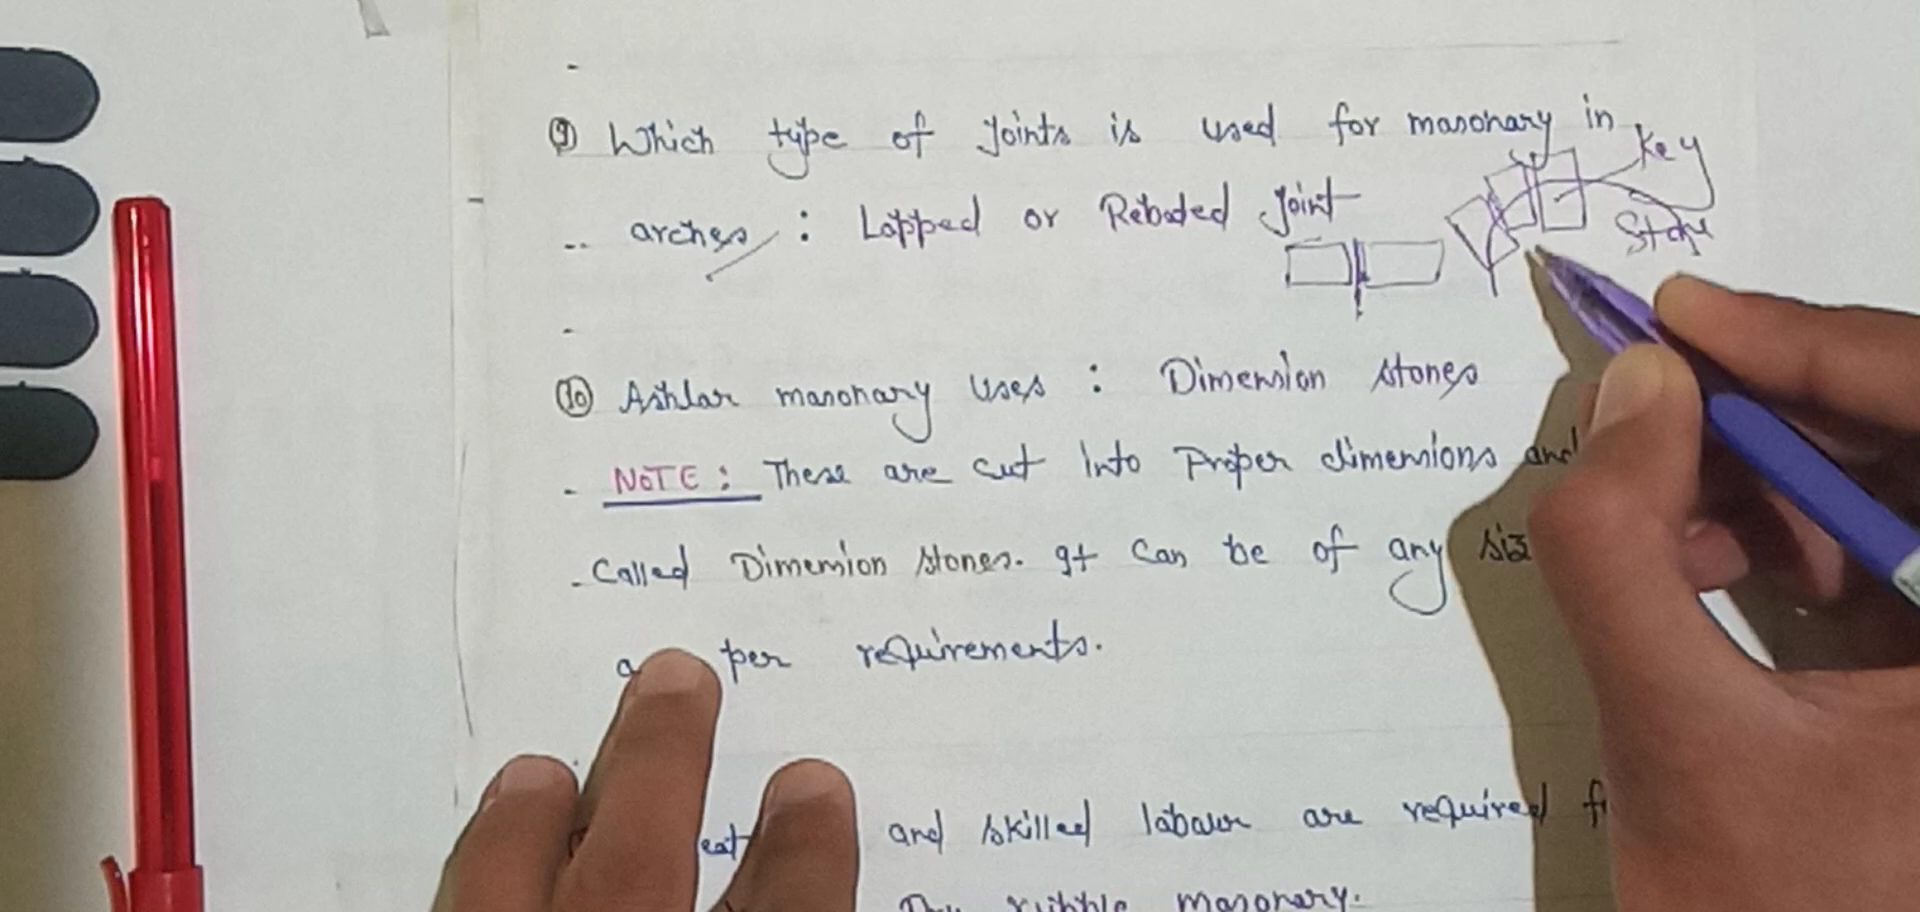 ⑨ Which type of Joints is used for masonary in
arches : Lapped or Rebated Joint
Key
Stone
⑩ Ashlar masonary uses : Dimension stones
NOTE : These are cut into Proper dimensions and
Called Dimension stones. It can be of any
per requirements.
and skilled labour are required
rubble masonary.